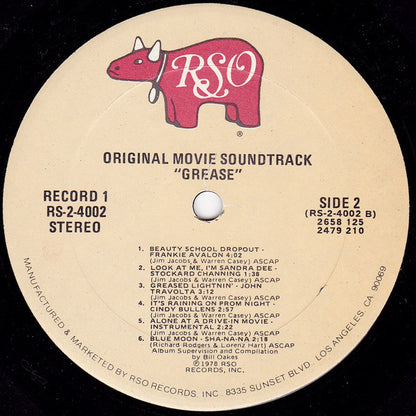 RSO
®
ORIGINAL MOVIE SOUNDTRACK
"GREASE"
RECORD 1
RS-2-4002
STEREO
SIDE 2
(RS-2-4002 B)
2658 125
2479 210
1. BEAUTY SCHOOL DROPOUT -
FRANKIE AVALON 4:02
(Jim Jacobs & Warren Casey) ASCAP
2. LOOK AT ME, I'M SANDRA DEE -
STOCKARD CHANNING 1:38
(Jim Jacobs & Warren Casey) ASCAP
3. GREASED LIGHTNIN' - JOHN
TRAVOLTA 3:12
(Jim Jacobs & Warren Casey) ASCAP
4. IT'S RAINING ON PROM NIGHT -
CINDY BULLENS 2:57
(Jim Jacobs & Warren Casey) ASCAP
5. ALONE AT A DRIVE-IN MOVIE -
INSTRUMENTAL 2:22
(Jim Jacobs & Warren Casey) ASCAP
6. BLUE MOON - SHA-NA-NA 2:18
(Richard Rodgers & Lorenz Hart) ASCAP
Album Supervision and Compilation
by Bill Oakes
℗ 1978 RSO
RECORDS, INC.
MANUFACTURED & MARKETED BY RSO RECORDS, INC. 8335 SUNSET BLVD. LOS ANGELES, CA. 90069